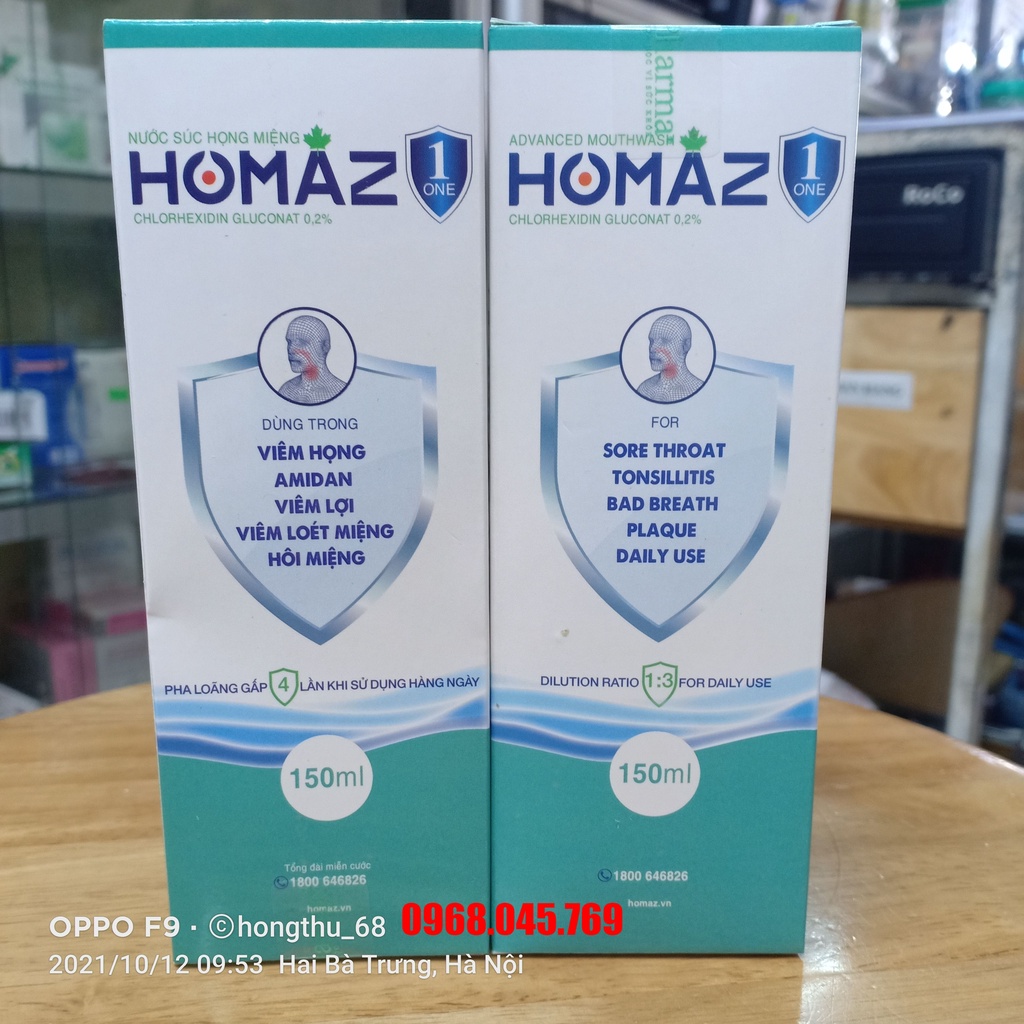 NƯỚC SÚC HỌNG MIỆNG
HOMAZ
1
ONE
CHLORHEXIDIN GLUCONAT 0,2%
DÙNG TRONG
VIÊM HỌNG
AMIDAN
VIÊM LỢI
VIÊM LOÉT MIỆNG
HÔI MIỆNG
PHA LOÃNG GẤP 4 LẦN KHI SỬ DỤNG HÀNG NGÀY
150ml
Tổng đài miễn cước
1800 646826
homaz.vn
ADVANCED MOUTHWASH
HOMAZ
1
ONE
CHLORHEXIDIN GLUCONAT 0,2%
FOR
SORE THROAT
TONSILLITIS
BAD BREATH
PLAQUE
DAILY USE
DILUTION RATIO 1:3 FOR DAILY USE
150ml
1800 646826
homaz.vn
RoCo
OPPO F9 · ©hongthu_68
0968.045.769
2021/10/12 09:53 Hai Bà Trưng, Hà Nội